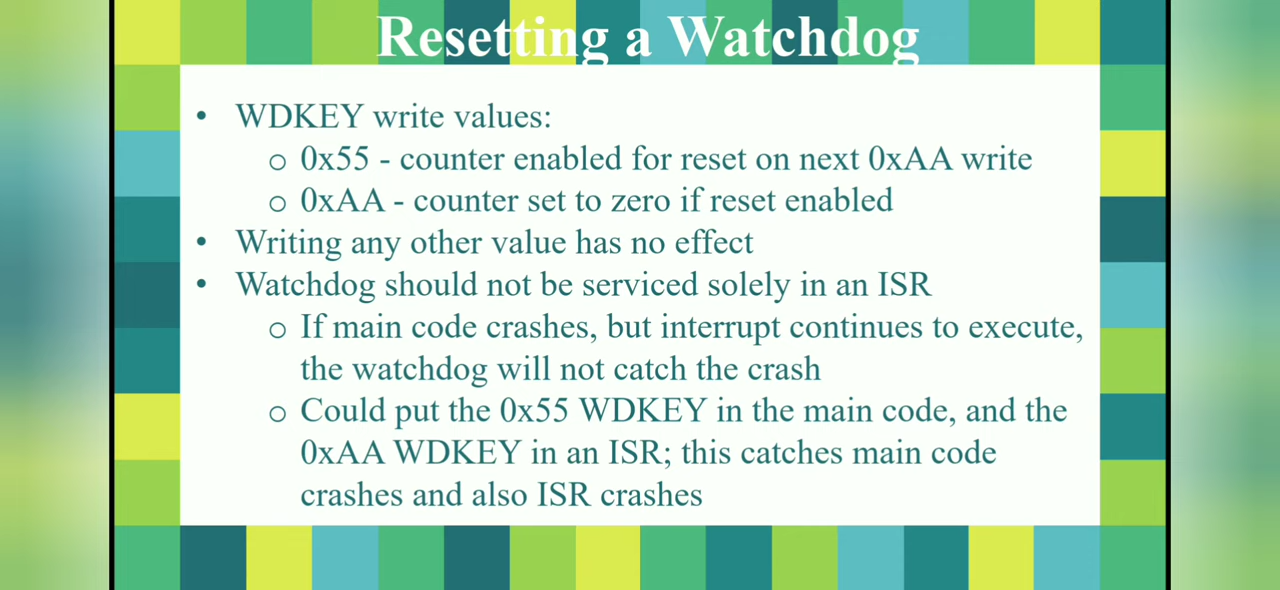 Resetting a Watchdog
• WDKEY write values:
o 0x55 - counter enabled for reset on next 0xAA write
o 0xAA - counter set to zero if reset enabled
• Writing any other value has no effect
• Watchdog should not be serviced solely in an ISR
o If main code crashes, but interrupt continues to execute,
the watchdog will not catch the crash
o Could put the 0x55 WDKEY in the main code, and the
0xAA WDKEY in an ISR; this catches main code
crashes and also ISR crashes